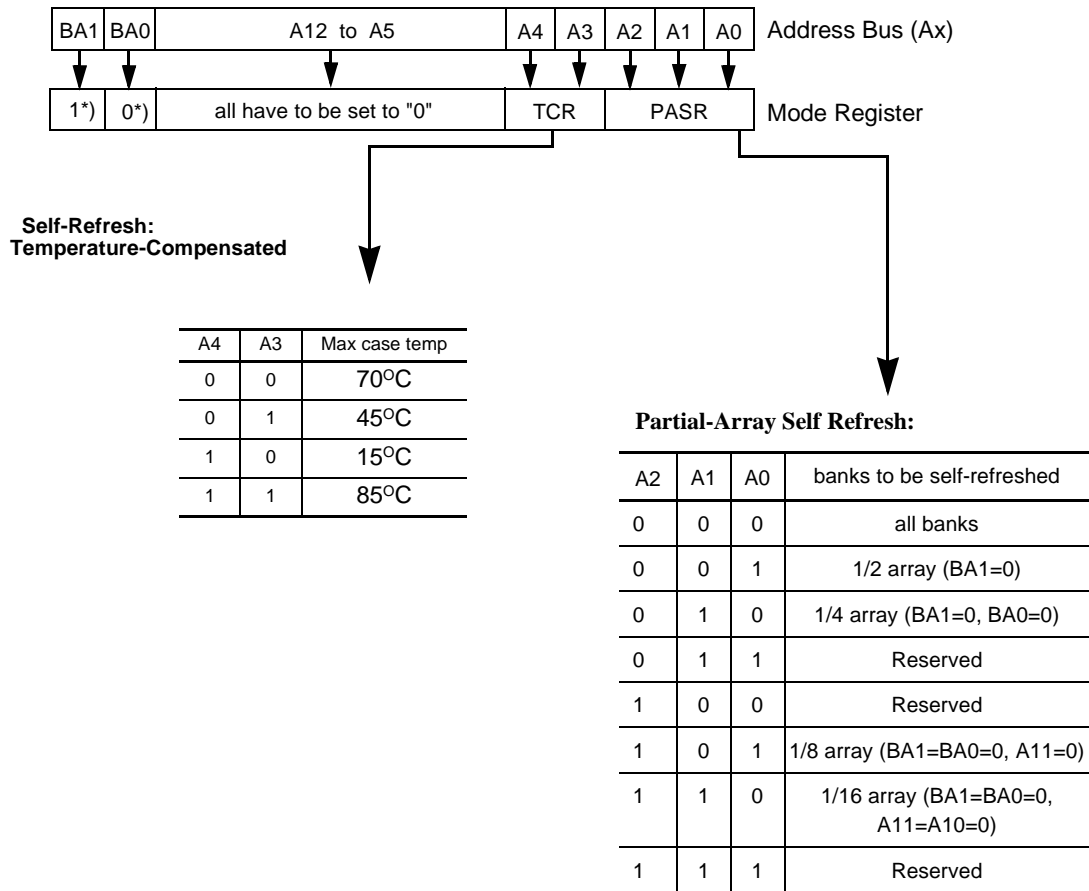 BA1 BA0 A12 to A5 A4 A3 A2 A1 A0 Address Bus (Ax)
1*) 0*) all have to be set to "0" TCR PASR Mode Register
Self-Refresh:
Temperature-Compensated
A4 A3 Max case temp
0 0 70OC
0 1 45OC
1 0 15OC
1 1 85OC
Partial-Array Self Refresh:
A2 A1 A0 banks to be self-refreshed
0 0 0 all banks
0 0 1 1/2 array (BA1=0)
0 1 0 1/4 array (BA1=0, BA0=0)
0 1 1 Reserved
1 0 0 Reserved
1 0 1 1/8 array (BA1=BA0=0, A11=0)
1 1 0 1/16 array (BA1=BA0=0,
A11=A10=0)
1 1 1 Reserved